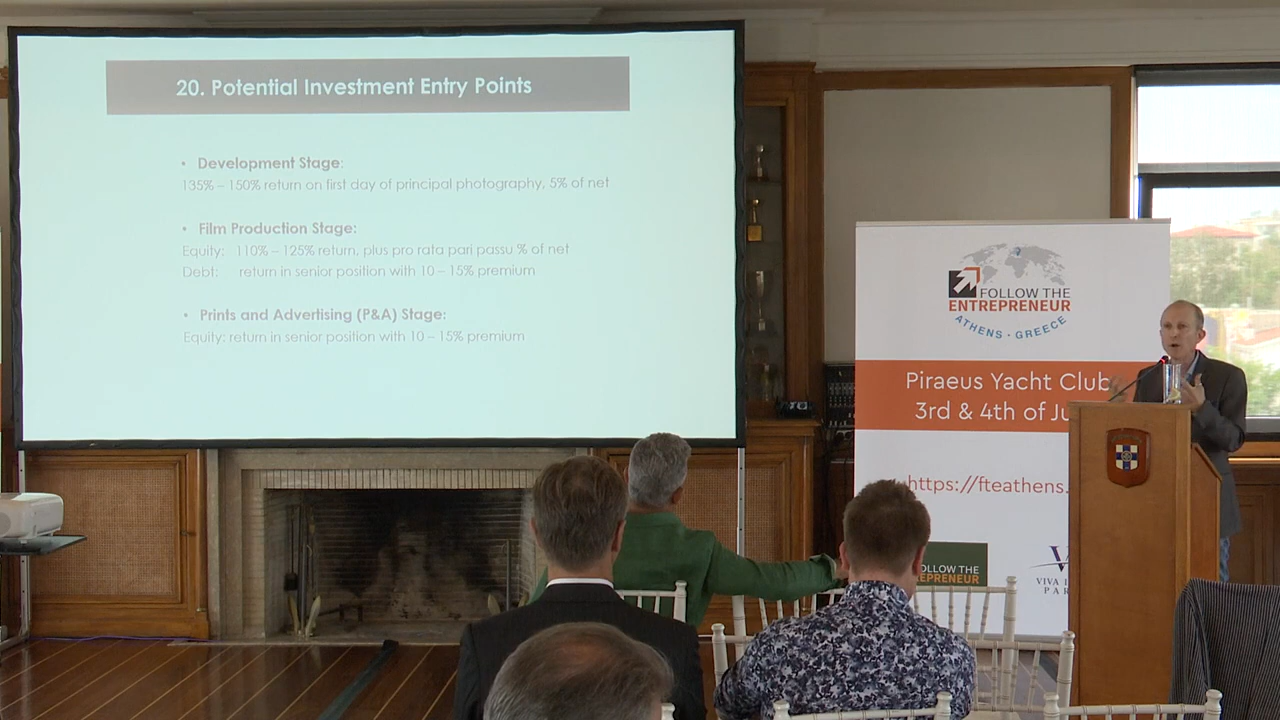 20. Potential Investment Entry Points
• Development Stage:
135% – 150% return on first day of principal photography, 5% of net
• Film Production Stage:
Equity: 110% – 125% return, plus pro rata pari passu % of net
Debt: return in senior position with 10 – 15% premium
• Prints and Advertising (P&A) Stage:
Equity: return in senior position with 10 – 15% premium
FOLLOW THE
ENTREPRENEUR
ATHENS · GREECE
Piraeus Yacht Club
3rd & 4th of
https://fteathens.
FOLLOW THE
EPRENEUR
VIVA